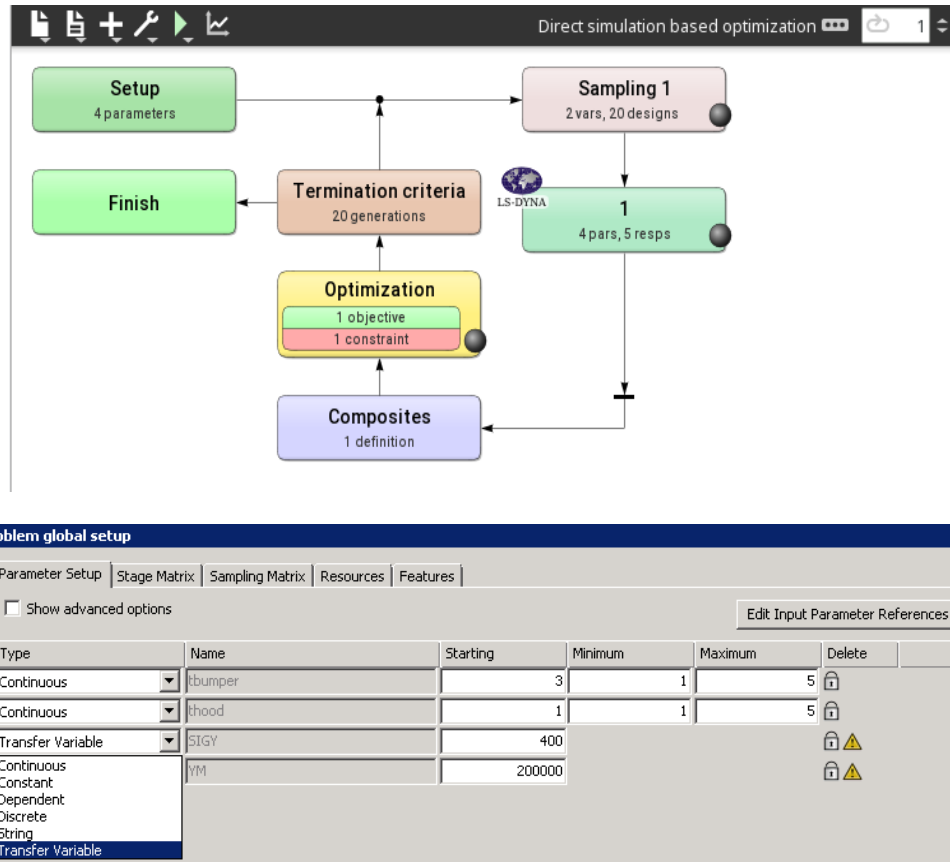 Direct simulation based optimization 1
Setup
4 parameters
Sampling 1
2 vars, 20 designs
Finish
Termination criteria
20 generations
LS-DYNA
1
4 pars, 5 resps
Optimization
1 objective
1 constraint
Composites
1 definition
oblem global setup
Parameter Setup Stage Matrix Sampling Matrix Resources Features
Show advanced options
Edit Input Parameter References
Type Name Starting Minimum Maximum Delete
Continuous tbumper 3 1 5
Continuous thood 1 1 5
Transfer Variable SIGY 400
Continuous YM 200000
Constant
Dependent
Discrete
String
Transfer Variable